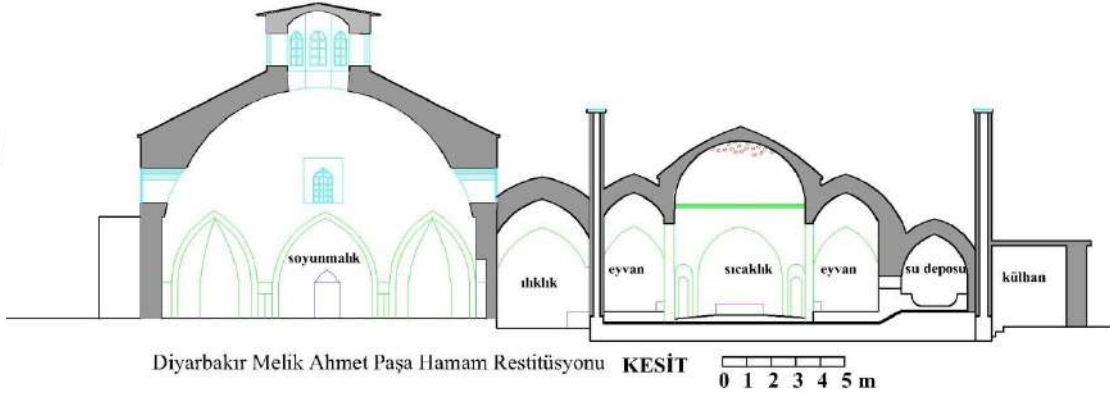 soyunmalık
ılıklık
eyvan
sıcaklık
eyvan
su deposu
külhan
Diyarbakır Melik Ahmet Paşa Hamam Restitüsyonu KESİT
0 1 2 3 4 5 m